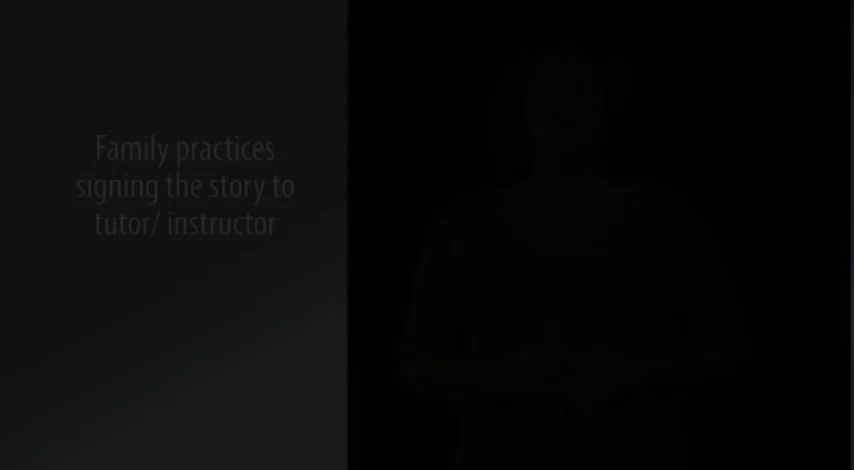 Family practices
signing the story to
tutor/ instructor